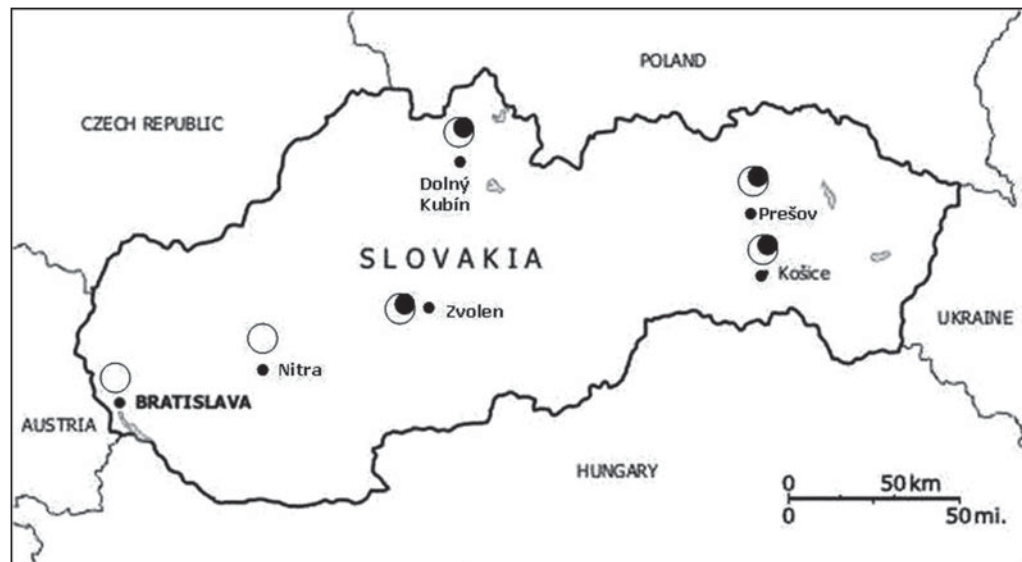 POLAND
CZECH REPUBLIC
Dolný
Kubín
Prešov
SLOVAKIA
Košice
Zvolen
UKRAINE
Nitra
BRATISLAVA
AUSTRIA
HUNGARY
0 50 km
0 50 mi.